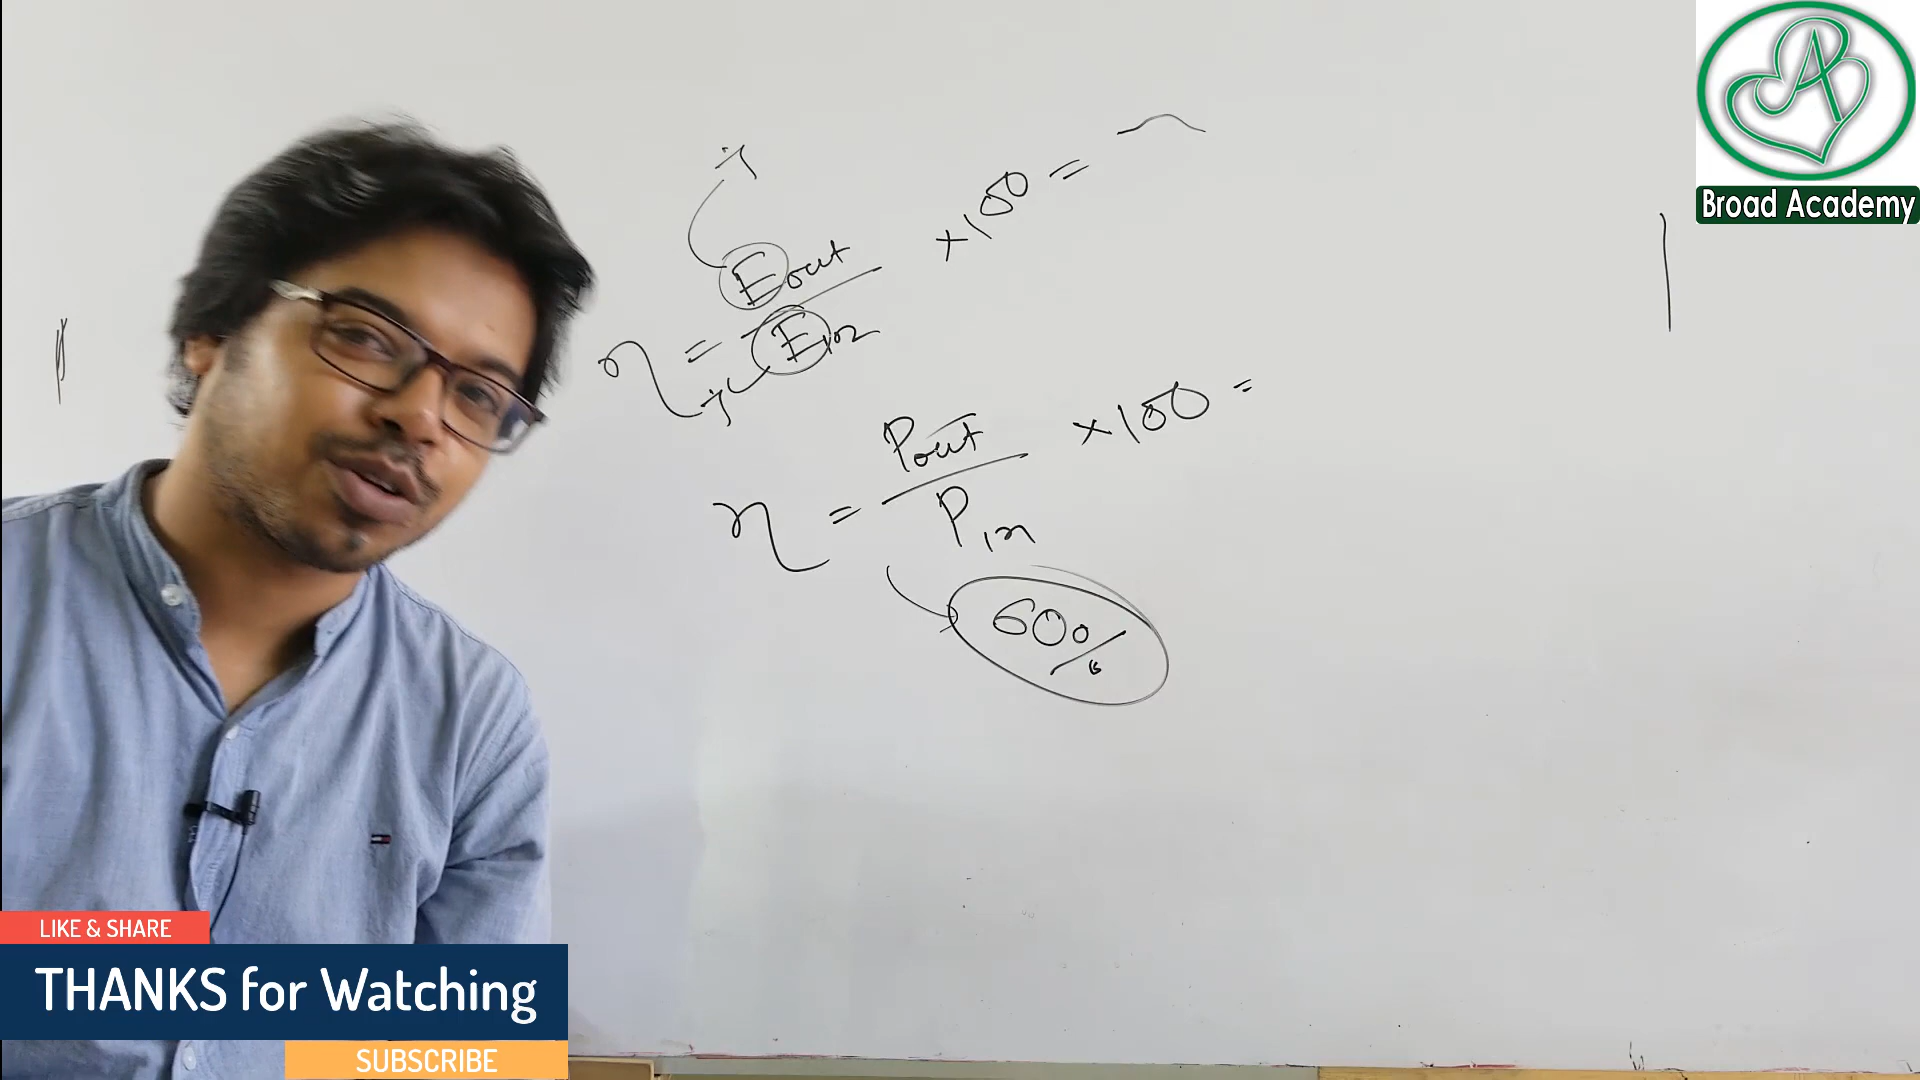 Eout
η = ─── ×100 =
Ein
Pout
η = ─── ×100 =
Pin
60%
A
Broad Academy
LIKE & SHARE
THANKS for Watching
SUBSCRIBE